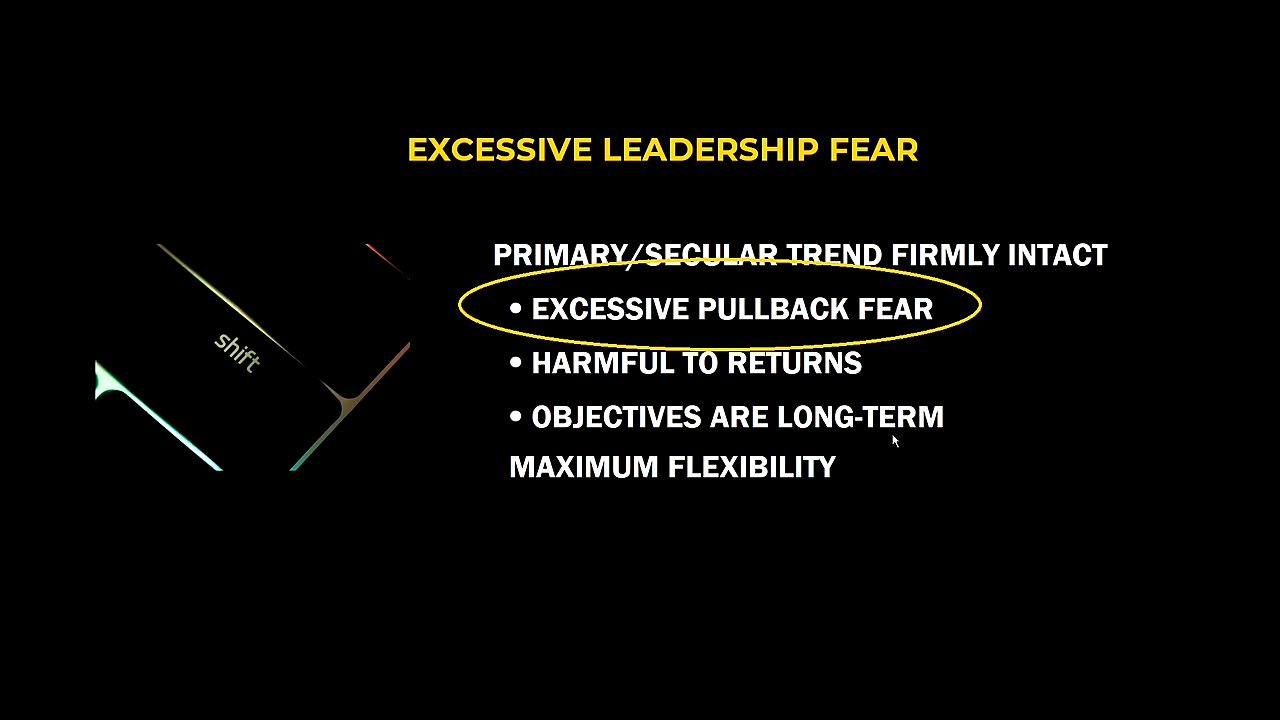 EXCESSIVE LEADERSHIP FEAR
PRIMARY/SECULAR TREND FIRMLY INTACT
• EXCESSIVE PULLBACK FEAR
• HARMFUL TO RETURNS
• OBJECTIVES ARE LONG-TERM
MAXIMUM FLEXIBILITY
shift